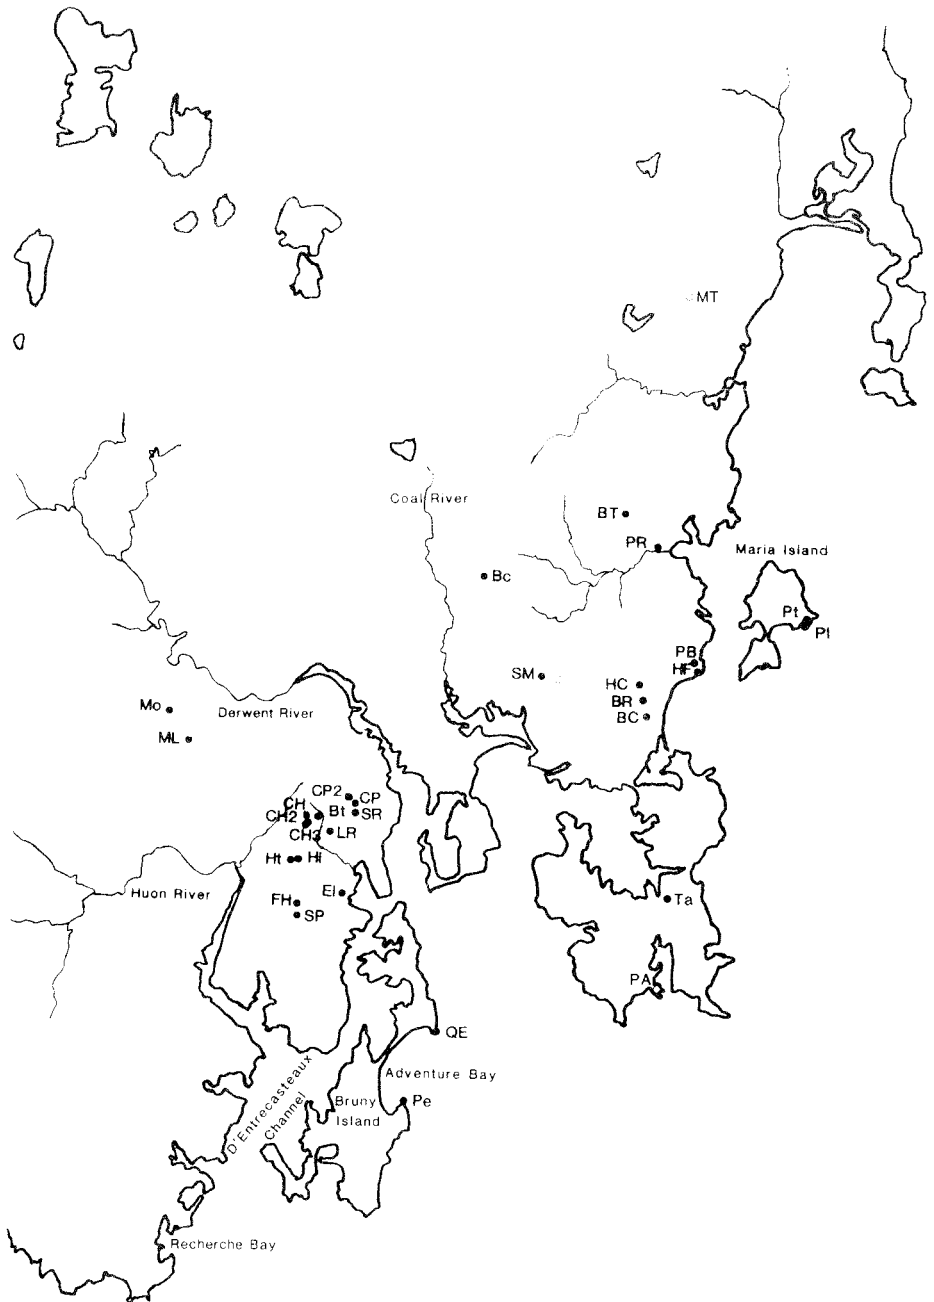 MT
Coal River
BT
PR
Maria Island
Bc
Pt
PI
PB
HF
SM
HC
BR
BC
Mo
Derwent River
ML
CP2
CP
CH
Bt
SR
CH2
CH3
LR
Ht
Hi
Huon River
EI
FH
SP
Ta
PA
QE
Adventure Bay
D'Entrecasteaux
Channel
Bruny
Island
Pe
Recherche Bay